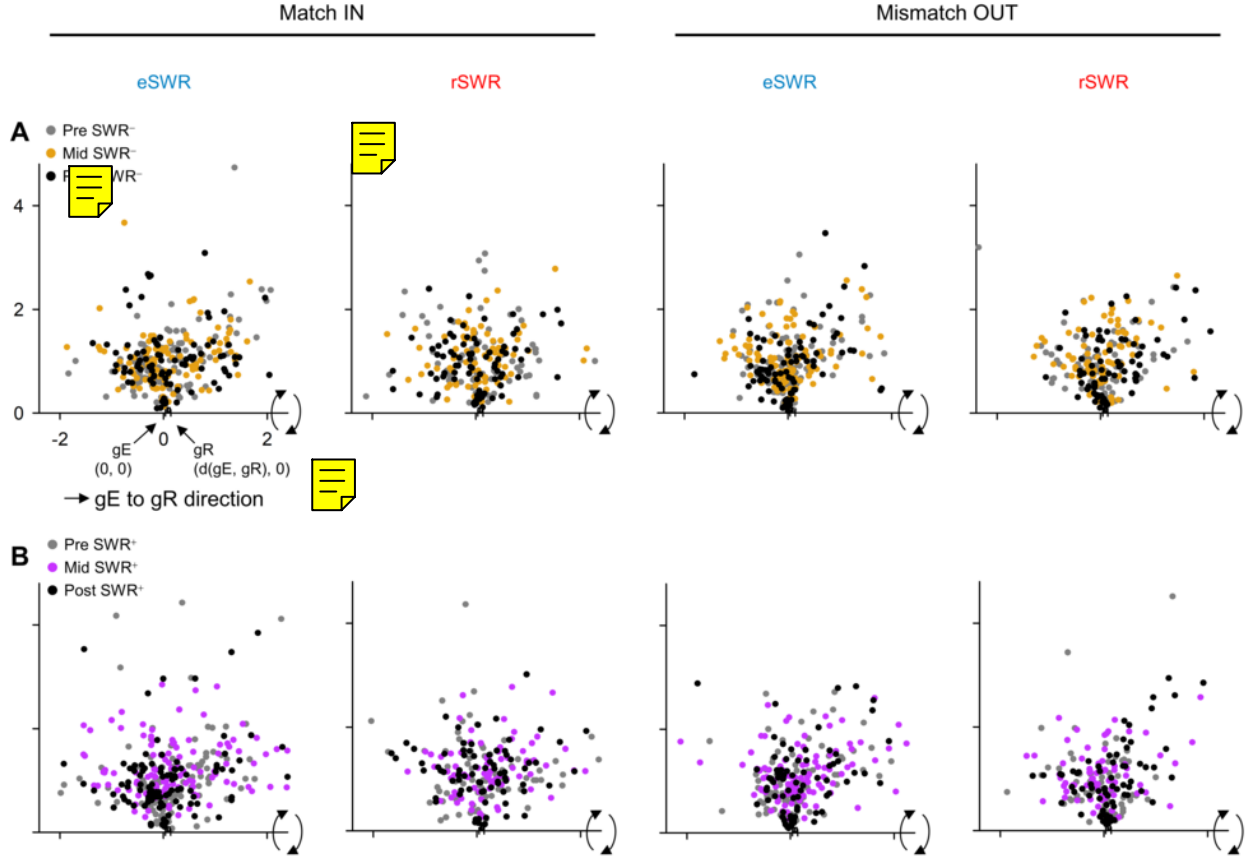 Match IN
Mismatch OUT
eSWR
rSWR
eSWR
rSWR
A
Pre SWR⁻
Mid SWR⁻
WR⁻
4
2
0
-2
0
2
gE
(0, 0)
gR
(d(gE, gR), 0)
→ gE to gR direction
B
Pre SWR⁺
Mid SWR⁺
Post SWR⁺